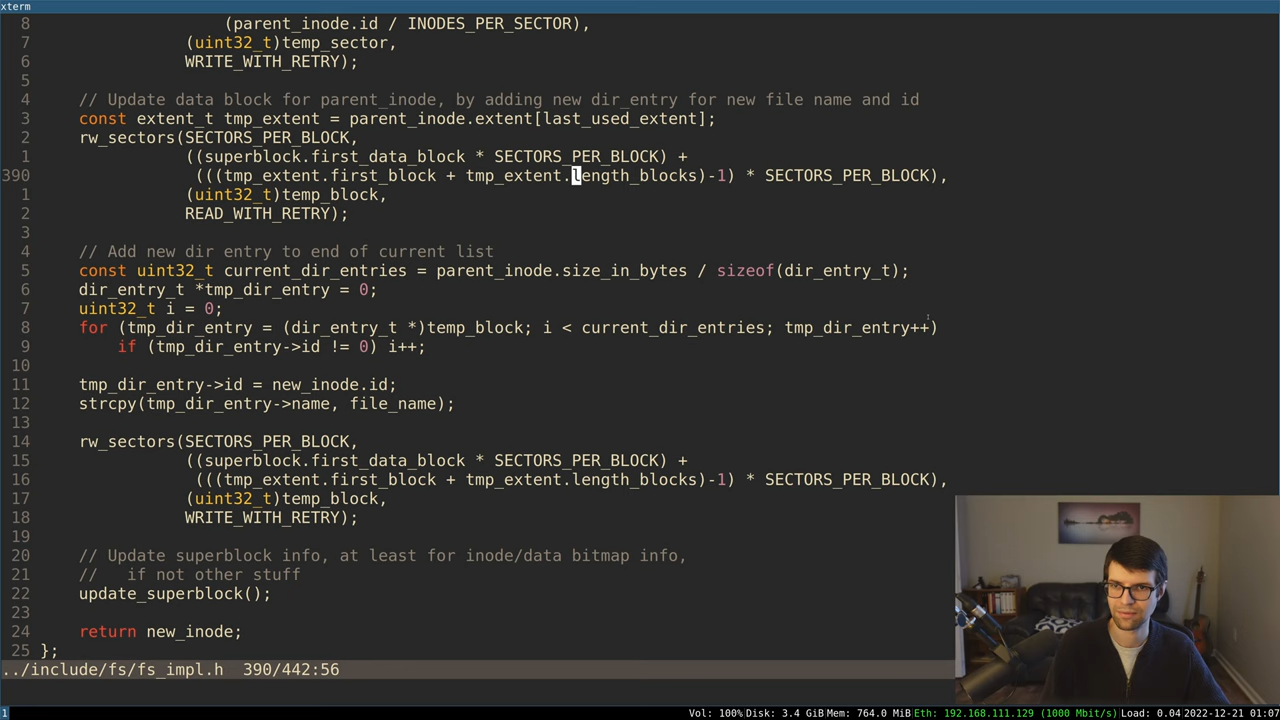 xterm
8                     (parent_inode.id / INODES_PER_SECTOR),
7                 (uint32_t)temp_sector,
6                 WRITE_WITH_RETRY);
5
4     // Update data block for parent_inode, by adding new dir_entry for new file name and id
3     const extent_t tmp_extent = parent_inode.extent[last_used_extent];
2     rw_sectors(SECTORS_PER_BLOCK,
1                ((superblock.first_data_block * SECTORS_PER_BLOCK) +
390               (((tmp_extent.first_block + tmp_extent.length_blocks)-1) * SECTORS_PER_BLOCK),
1                (uint32_t)temp_block,
2                READ_WITH_RETRY);
3
4     // Add new dir entry to end of current list
5     const uint32_t current_dir_entries = parent_inode.size_in_bytes / sizeof(dir_entry_t);
6     dir_entry_t *tmp_dir_entry = 0;
7     uint32_t i = 0;
8     for (tmp_dir_entry = (dir_entry_t *)temp_block; i < current_dir_entries; tmp_dir_entry++)
9         if (tmp_dir_entry->id != 0) i++;
10
11     tmp_dir_entry->id = new_inode.id;
12     strcpy(tmp_dir_entry->name, file_name);
13
14     rw_sectors(SECTORS_PER_BLOCK,
15                ((superblock.first_data_block * SECTORS_PER_BLOCK) +
16                 (((tmp_extent.first_block + tmp_extent.length_blocks)-1) * SECTORS_PER_BLOCK),
17                (uint32_t)temp_block,
18                WRITE_WITH_RETRY);
19
20     // Update superblock info, at least for inode/data bitmap info,
21     //   if not other stuff
22     update_superblock();
23
24     return new_inode;
25 };
../include/fs/fs_impl.h  390/442:56
1 Vol: 100% Disk: 3.4 GiB Mem: 764.0 MiB Eth: 192.168.111.129 (1000 Mbit/s) Load: 0.04 2022-12-21 01:07